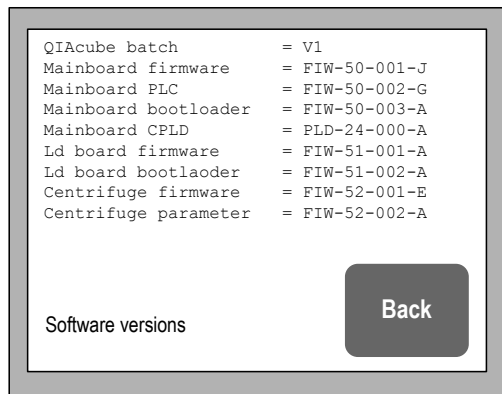 QIAcube batch = V1
Mainboard firmware = FIW-50-001-J
Mainboard PLC = FIW-50-002-G
Mainboard bootloader = FIW-50-003-A
Mainboard CPLD = PLD-24-000-A
Ld board firmware = FIW-51-001-A
Ld board bootlaoder = FIW-51-002-A
Centrifuge firmware = FIW-52-001-E
Centrifuge parameter = FIW-52-002-A
Back
Software versions